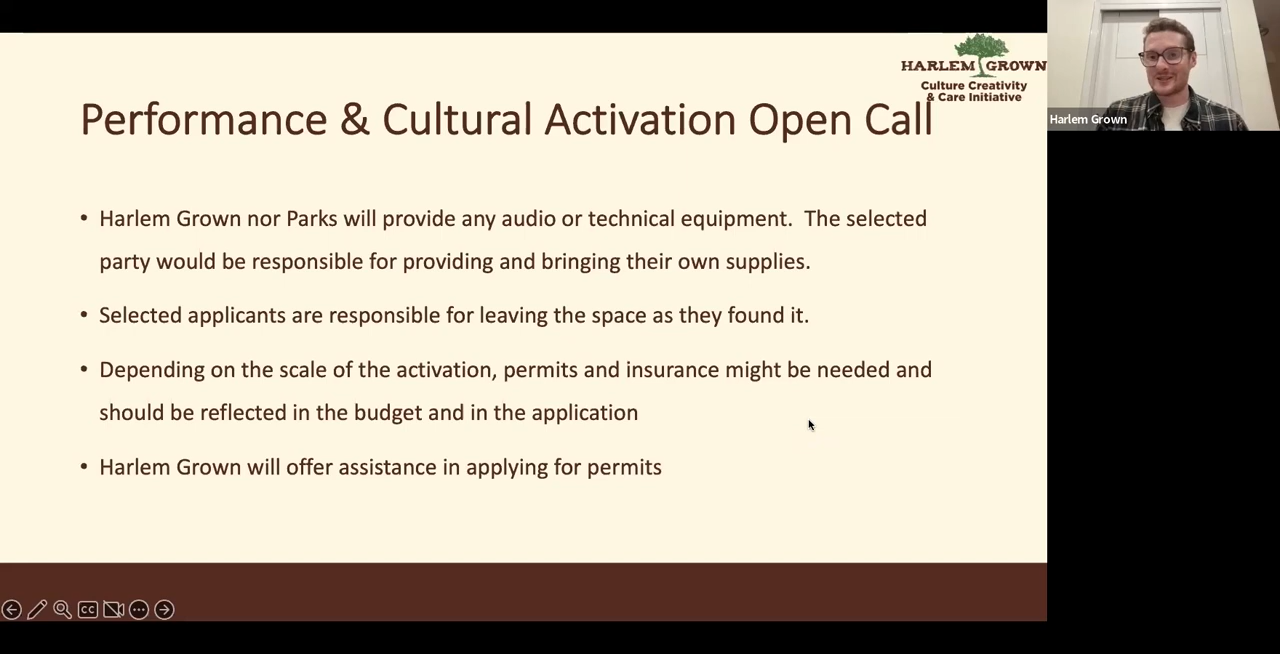 HARLEM GROWN
Culture Creativity
& Care Initiative
Performance & Cultural Activation Open Call
Harlem Grown
• Harlem Grown nor Parks will provide any audio or technical equipment.  The selected
party would be responsible for providing and bringing their own supplies.
• Selected applicants are responsible for leaving the space as they found it.
• Depending on the scale of the activation, permits and insurance might be needed and
should be reflected in the budget and in the application
• Harlem Grown will offer assistance in applying for permits
CC